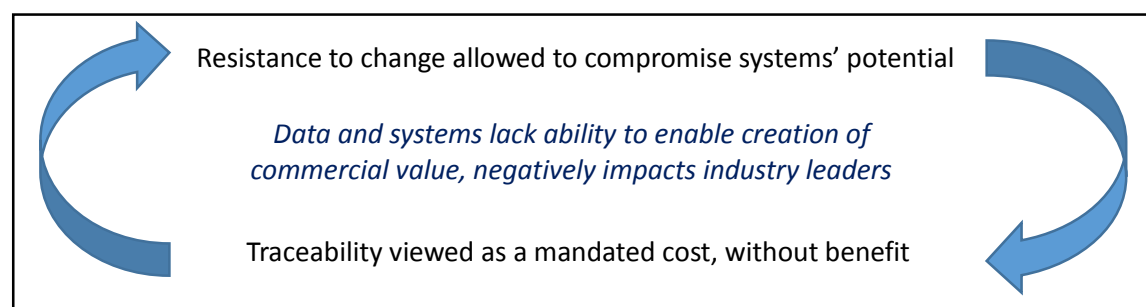 Resistance to change allowed to compromise systems’ potential
Data and systems lack ability to enable creation of
commercial value, negatively impacts industry leaders
Traceability viewed as a mandated cost, without benefit